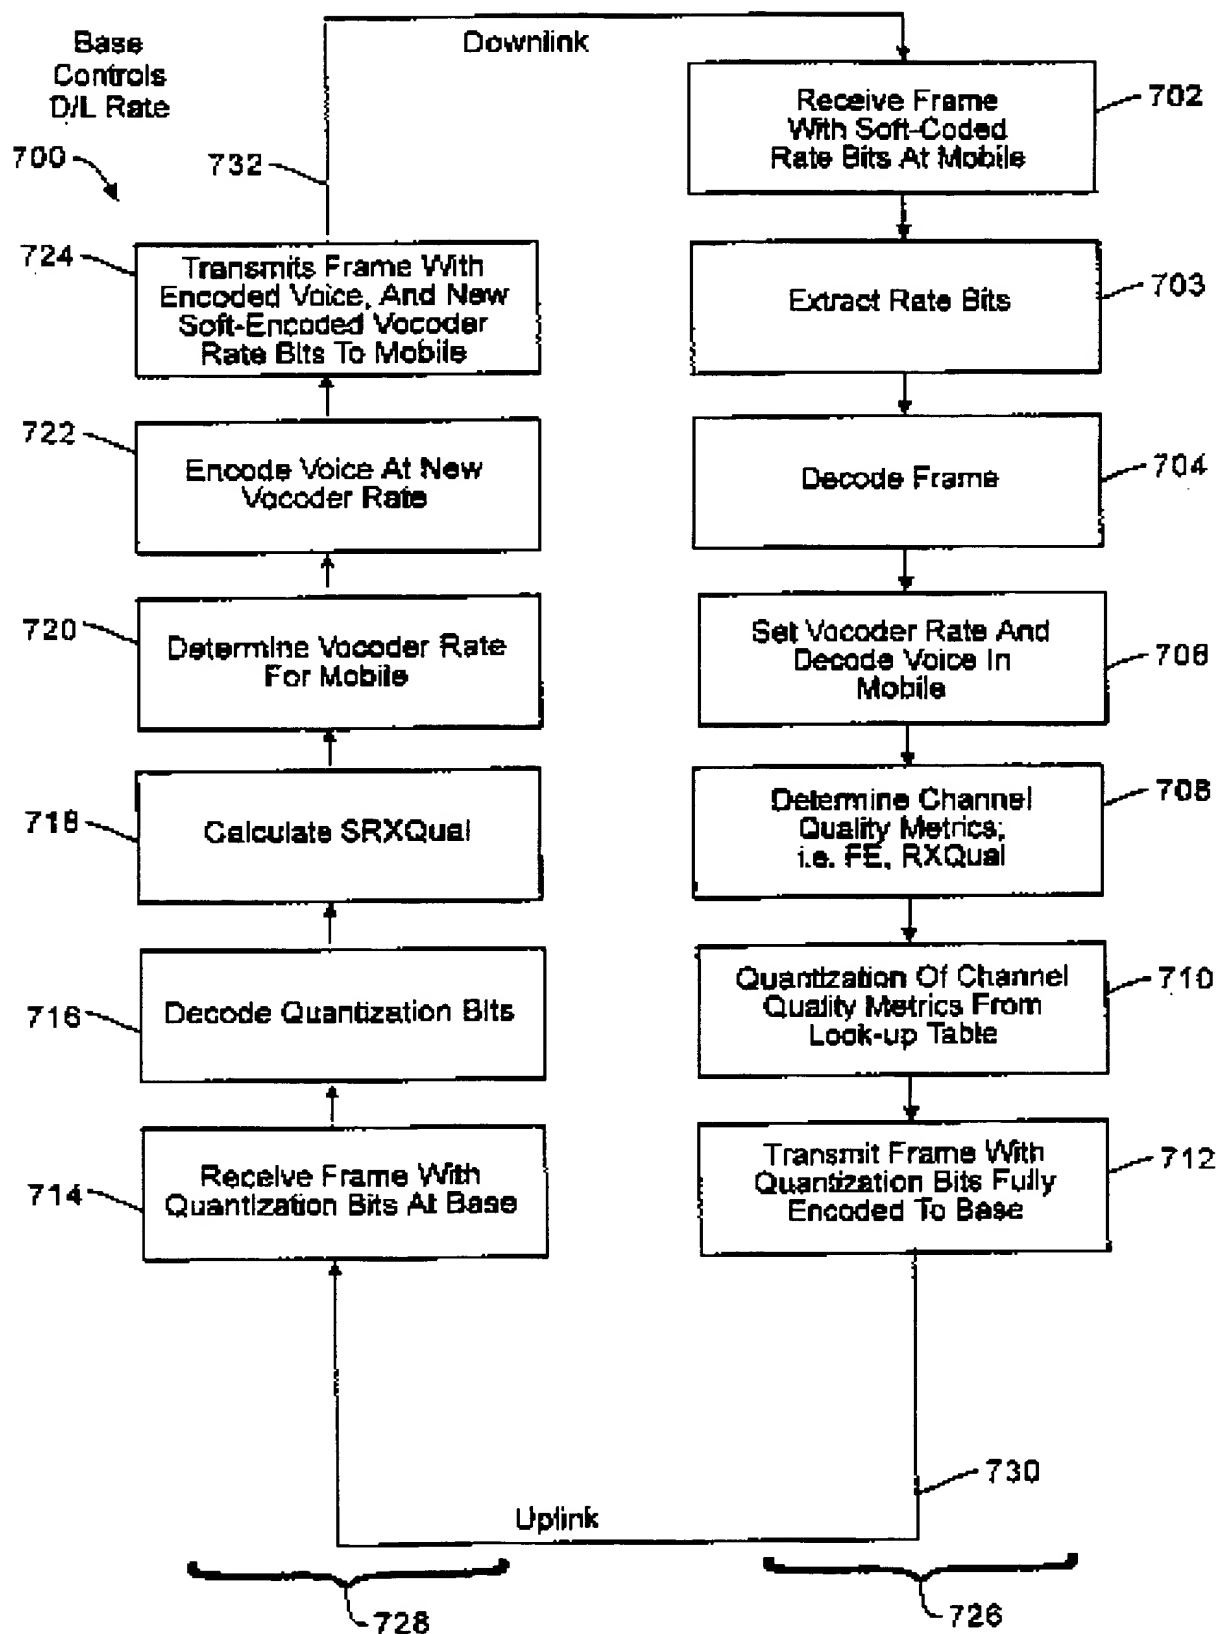 Base
Controls
D/L Rate
700
Downlink
732
Receive Frame
With Soft-Coded
Rate Bits At Mobile
702
Extract Rate Bits
703
Decode Frame
704
Set Vocoder Rate And
Decode Voice In
Mobile
706
Determine Channel
Quality Metrics;
i.e. FE, RXQual
708
Quantization Of Channel
Quality Metrics From
Look-up Table
710
Transmit Frame With
Quantization Bits Fully
Encoded To Base
712
730
Uplink
726
Receive Frame With
Quantization Bits At Base
714
Decode Quantization Bits
716
Calculate SRXQual
718
Determine Vocoder Rate
For Mobile
720
Encode Voice At New
Vocoder Rate
722
Transmits Frame With
Encoded Voice, And New
Soft-Encoded Vocoder
Rate Bits To Mobile
724
728